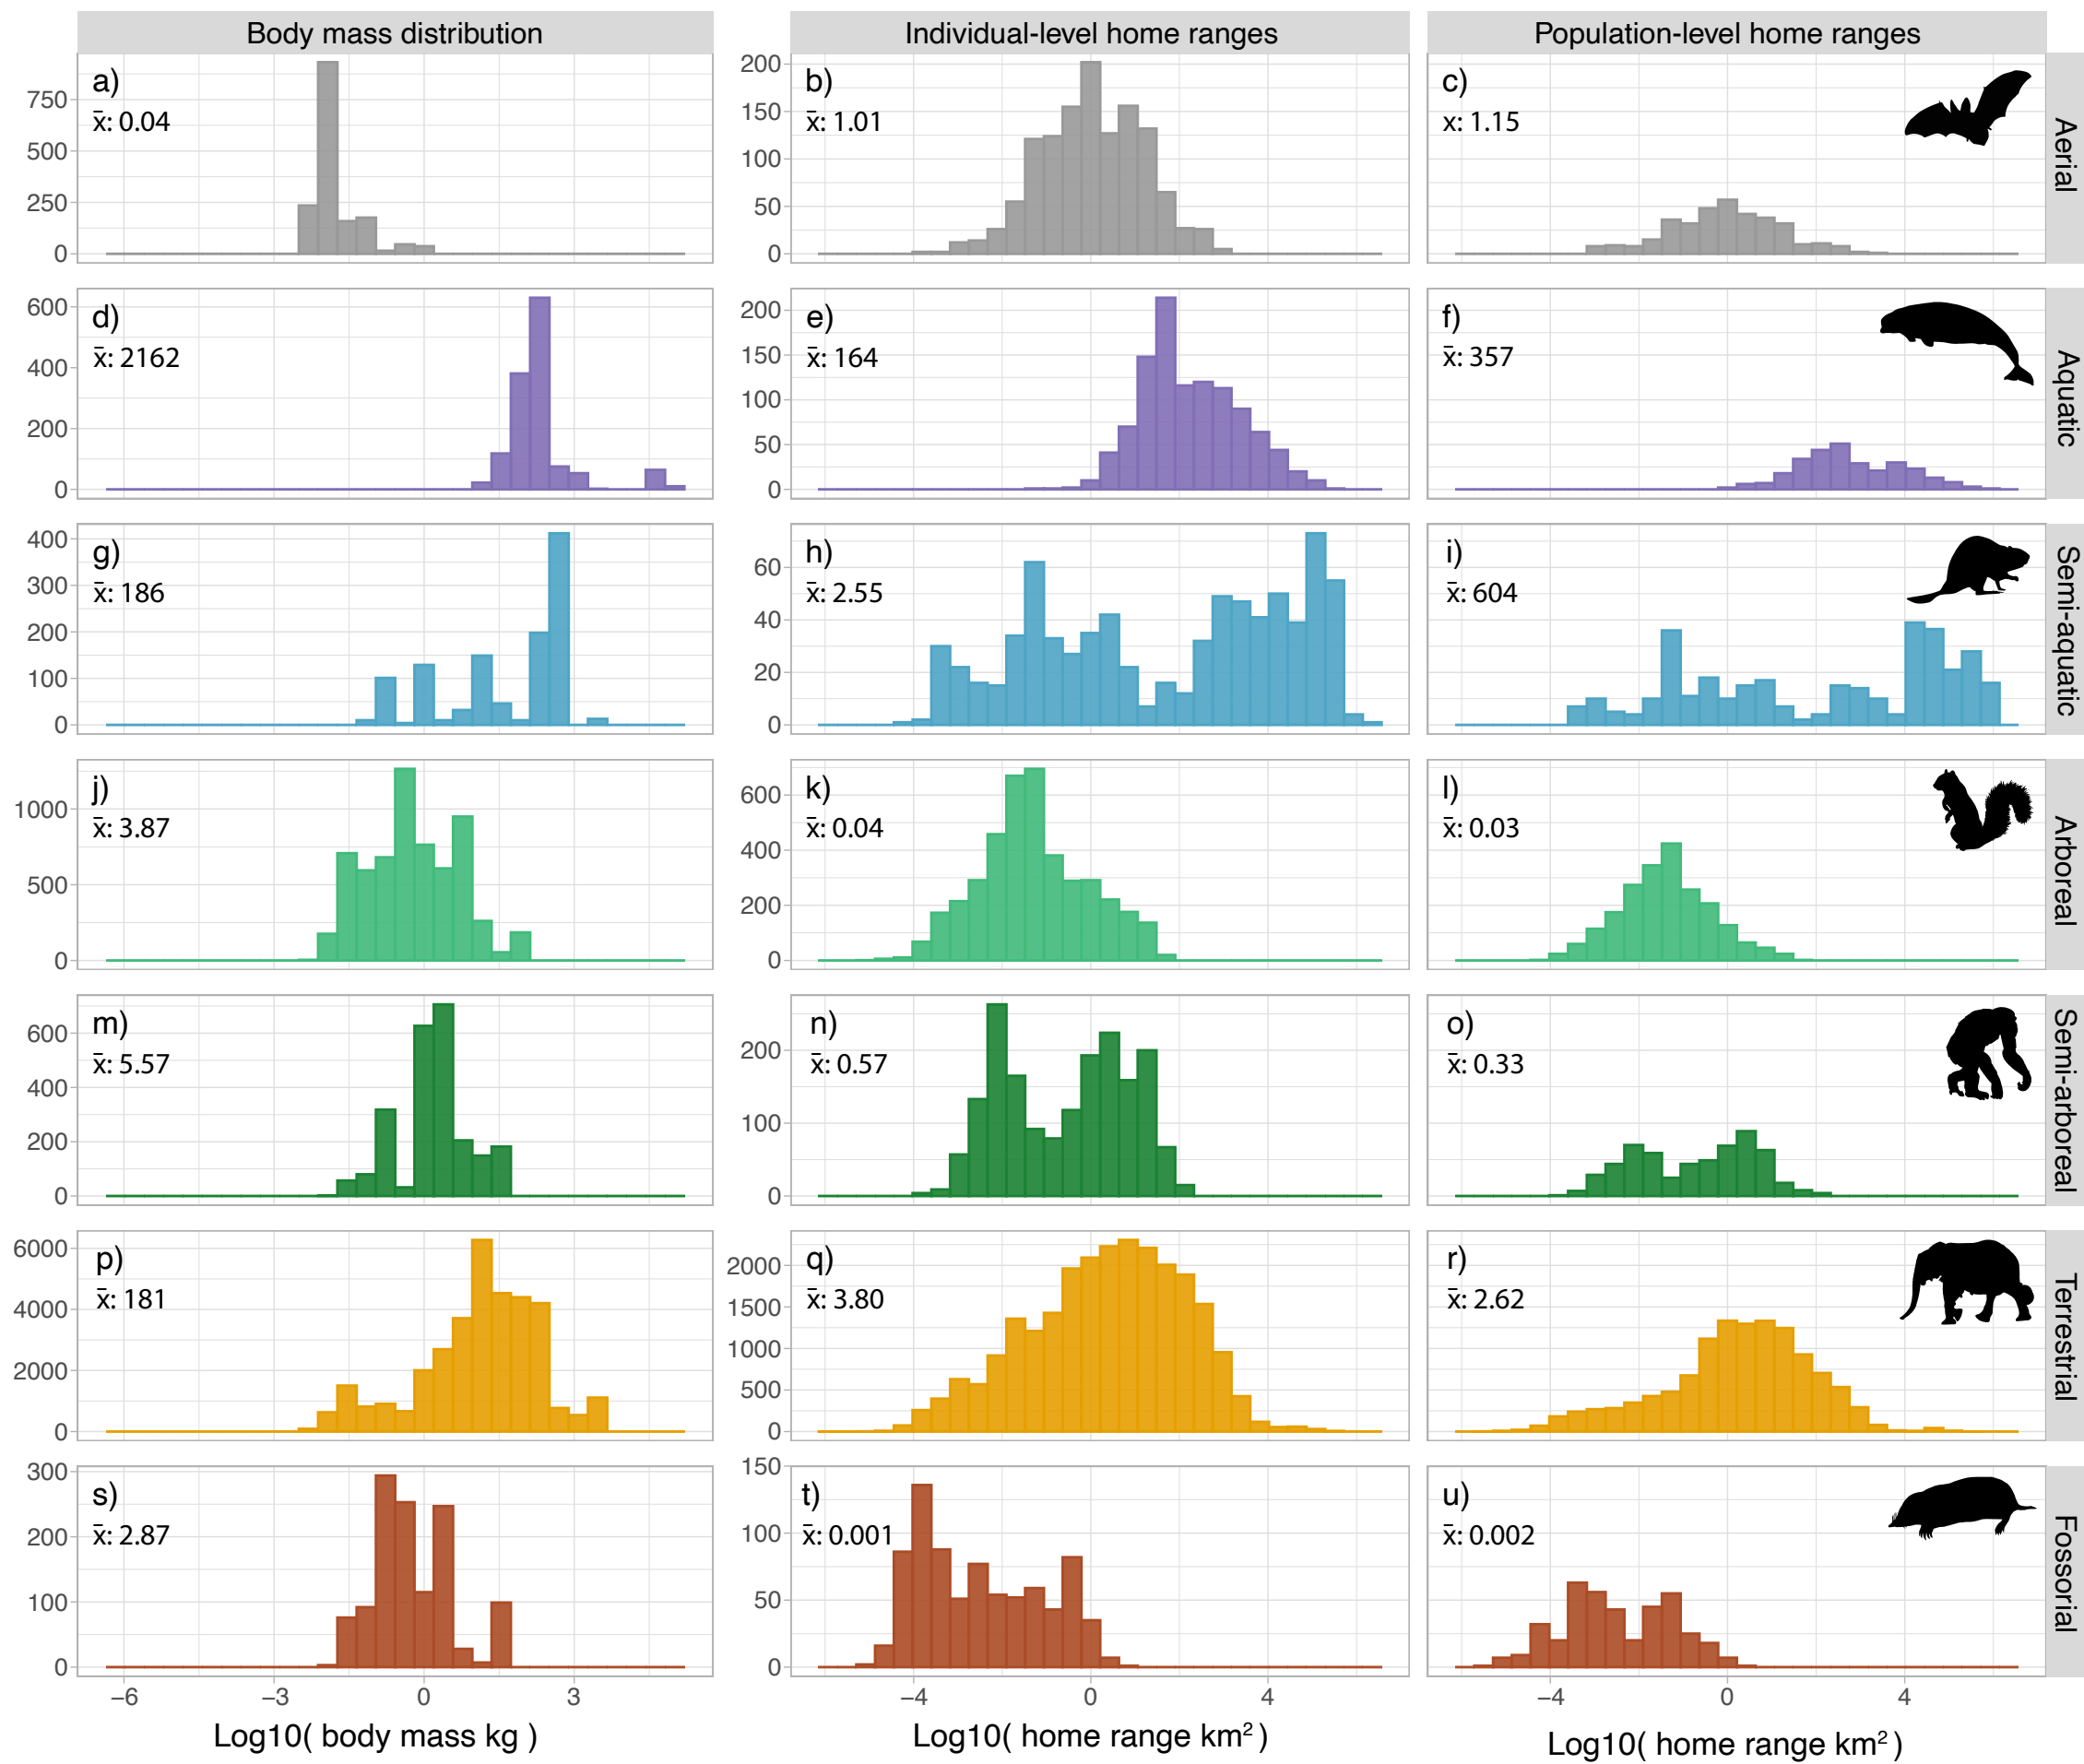 Body mass distribution
Individual-level home ranges
Population-level home ranges
a)
x̄: 0.04
750
500
250
0
b)
x̄: 1.01
200
150
100
50
0
c)
x: 1.15
Aerial
d)
x̄: 2162
600
400
200
0
e)
x̄: 164
200
150
100
50
0
f)
x̄: 357
Aquatic
g)
x̄: 186
400
300
200
100
0
h)
x̄: 2.55
60
40
20
0
i)
x̄: 604
Semi-aquatic
j)
x̄: 3.87
1000
500
0
k)
x̄: 0.04
600
400
200
0
l)
x̄: 0.03
Arboreal
m)
x̄: 5.57
600
400
200
0
n)
x̄: 0.57
200
100
0
o)
x̄: 0.33
Semi-arboreal
p)
x̄: 181
6000
4000
2000
0
q)
x̄: 3.80
2000
1500
1000
500
0
r)
x̄: 2.62
Terrestrial
s)
x̄: 2.87
300
200
100
0
t)
x̄: 0.001
150
100
50
0
u)
x̄: 0.002
Fossorial
−6 −3 0 3
−4 0 4
−4 0 4
Log10( body mass kg )
Log10( home range km² )
Log10( home range km² )